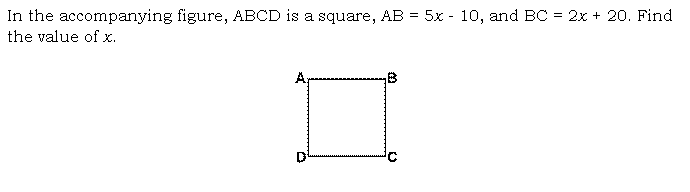 In the accompanying figure, ABCD is a square, AB = 5x - 10, and BC = 2x + 20. Find
the value of x.
A B
D C